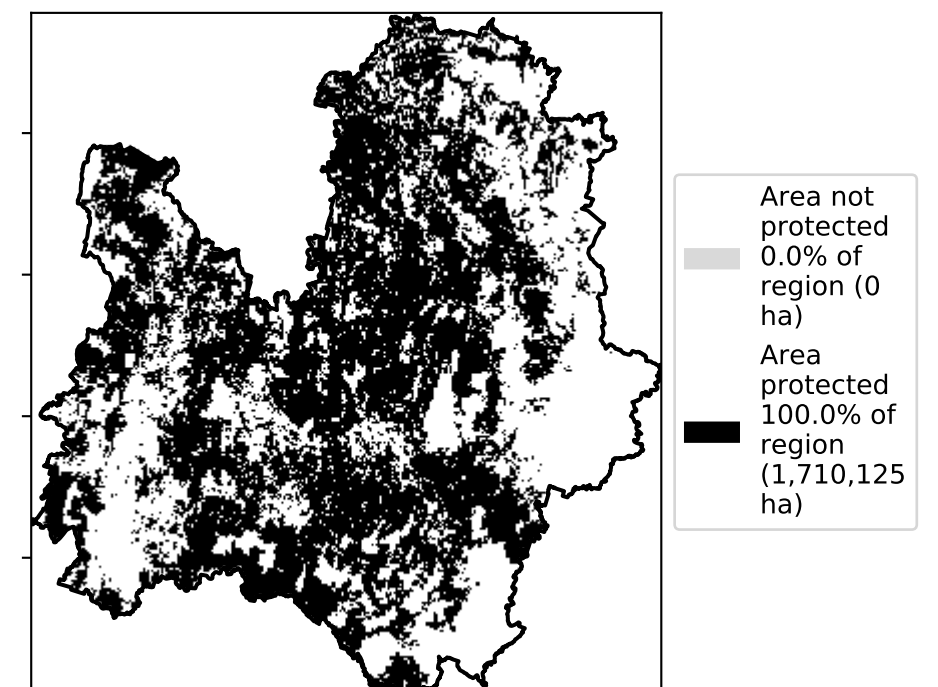 Area not
protected
0.0% of
region (0
ha)
Area
protected
100.0% of
region
(1,710,125
ha)